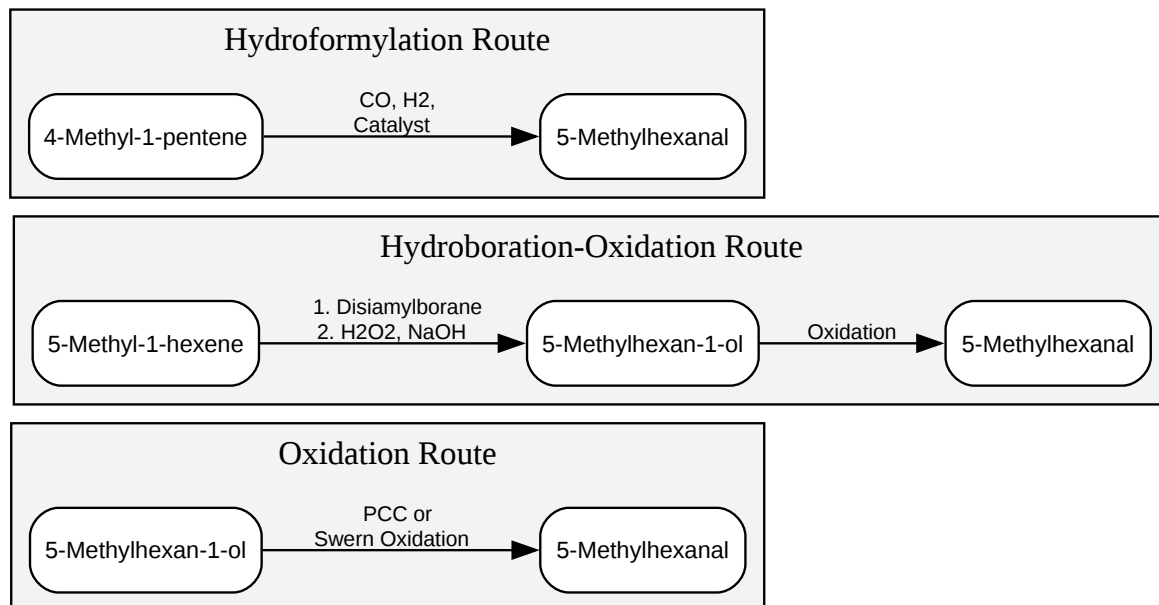 Hydroformylation Route
4-Methyl-1-pentene
CO, H2,
Catalyst
5-Methylhexanal
Hydroboration-Oxidation Route
5-Methyl-1-hexene
1. Disiamylborane
2. H2O2, NaOH
5-Methylhexan-1-ol
Oxidation
5-Methylhexanal
Oxidation Route
5-Methylhexan-1-ol
PCC or
Swern Oxidation
5-Methylhexanal